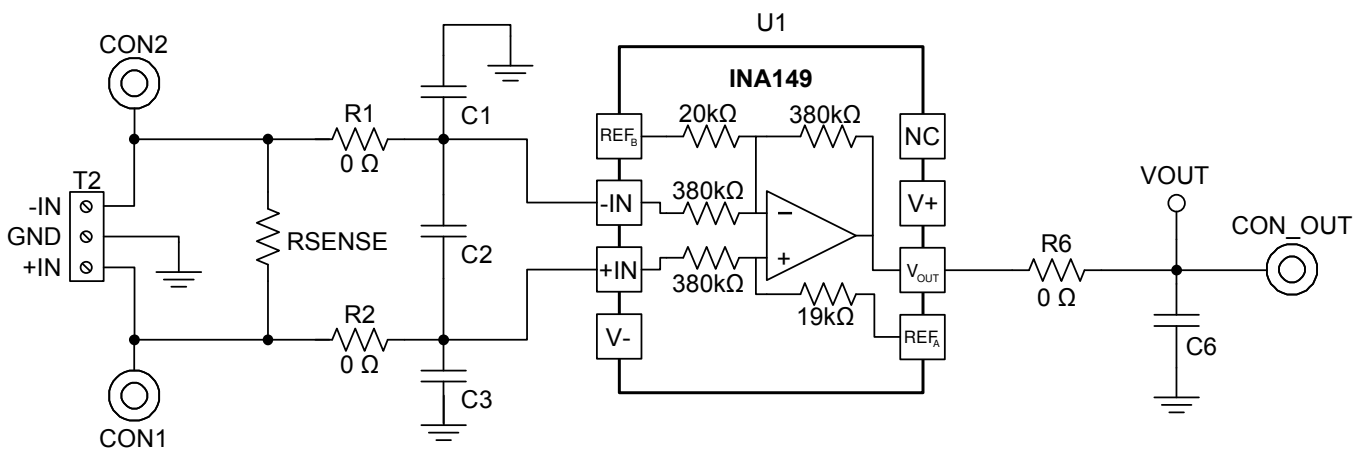 U1
CON2
INA149
R1
C1
20kΩ
380kΩ
REFB
NC
0 Ω
T2
-IN
380kΩ
-IN
V+
VOUT
GND
RSENSE
C2
R6
CON_OUT
+IN
+IN
VOUT
380kΩ
0 Ω
R2
19kΩ
V-
REFA
C6
0 Ω
C3
CON1